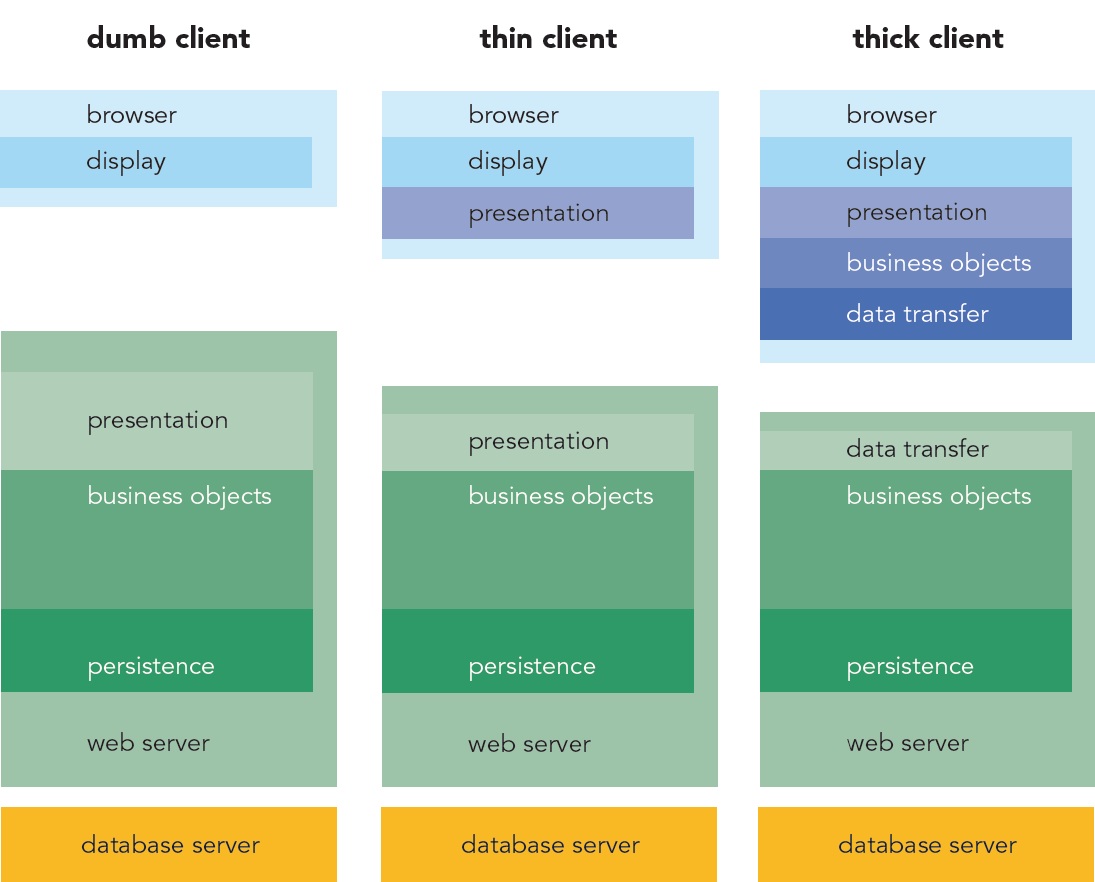 dumb client
browser
display
presentation
business objects
persistence
web server
database server
thin client
browser
display
presentation
presentation
business objects
persistence
web server
database server
thick client
browser
display
presentation
business objects
data transfer
data transfer
business objects
persistence
web server
database server